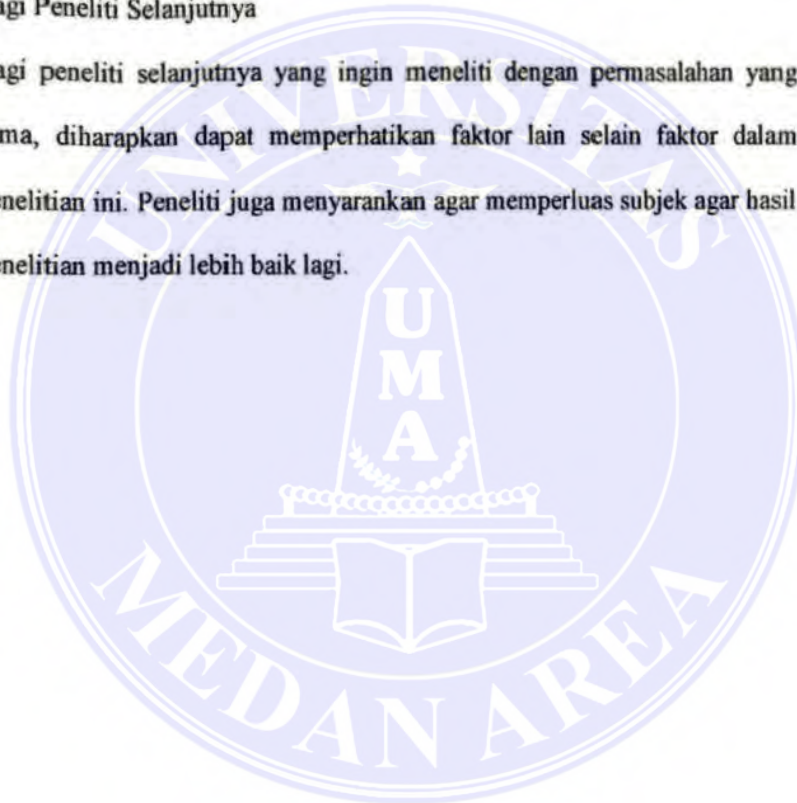 agi Peneliti Selanjutnya
agi peneliti selanjutnya yang ingin meneliti dengan permasalahan yang
ma, diharapkan dapat memperhatikan faktor lain selain faktor dalam
enelitian ini. Peneliti juga menyarankan agar memperluas subjek agar hasil
enelitian menjadi lebih baik lagi.
UNIVERSITAS
UMA
MEDAN AREA